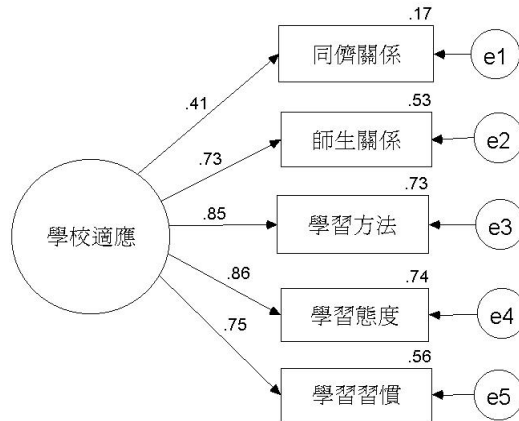 .17
同儕關係
e1
.41
.53
師生關係
e2
.73
.73
學習方法
e3
.85
學校適應
.74
學習態度
e4
.86
.56
學習習慣
e5
.75